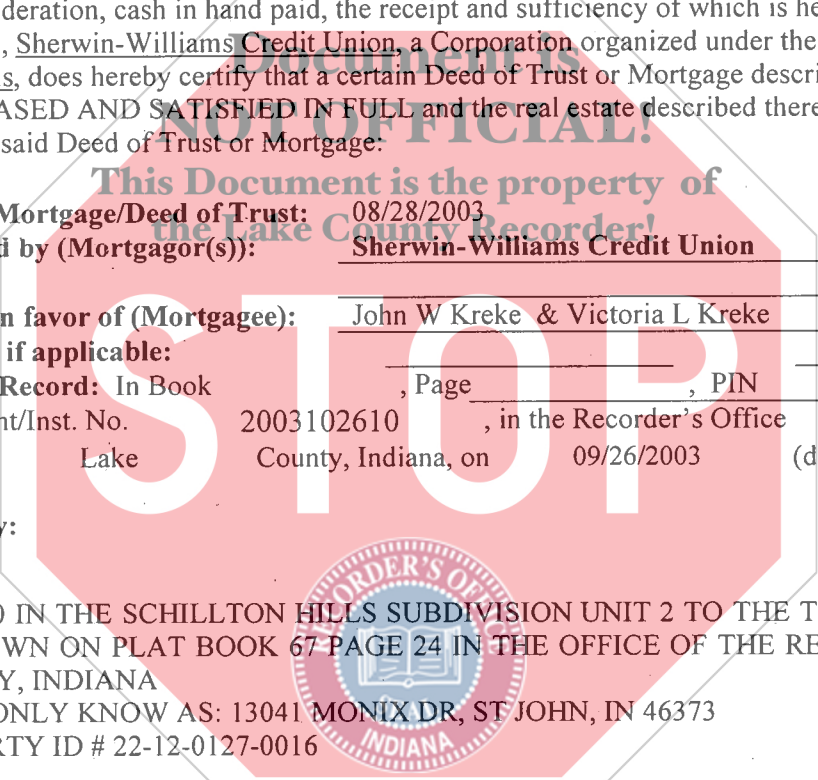 deration, cash in hand paid, the receipt and sufficiency of which is he
, Sherwin-Williams Credit Union, a Corporation organized under the
s, does hereby certify that a certain Deed of Trust or Mortgage descri
ASED AND SATISFIED IN FULL and the real estate described there
said Deed of Trust or Mortgage:
Document is
NOT OFFICIAL!
This Document is the property of
the Lake County Recorder!
Mortgage/Deed of Trust: 08/28/2003
d by (Mortgagor(s)): Sherwin-Williams Credit Union
n favor of (Mortgagee): John W Kreke & Victoria L Kreke
if applicable:
Record: In Book , Page , PIN
nt/Inst. No. 2003102610 , in the Recorder's Office
Lake County, Indiana, on 09/26/2003 (d
y:
STOP
) IN THE SCHILLTON HILLS SUBDIVISION UNIT 2 TO THE T
WN ON PLAT BOOK 67 PAGE 24 IN THE OFFICE OF THE RE
Y, INDIANA
ONLY KNOW AS: 13041 MONIX DR, ST JOHN, IN 46373
RTY ID # 22-12-0127-0016
RECORDER'S OFFICE
SEAL
INDIANA